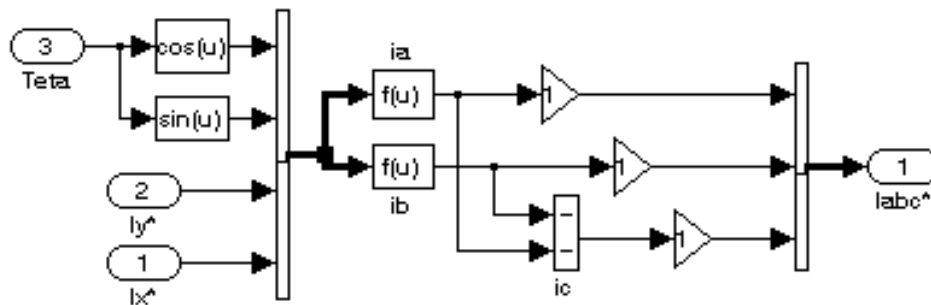 3
Teta
cos(u)
sin(u)
2
Iy*
1
Ix*
ia
f(u)
f(u)
ib
1
1
−
−
ic
1
1
Iabc*